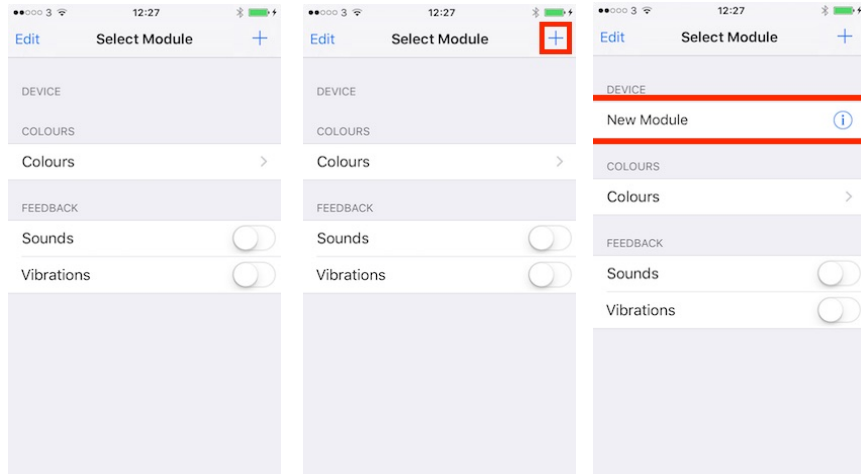 3 12:27
Edit Select Module +
DEVICE
COLOURS
Colours
FEEDBACK
Sounds
Vibrations
3 12:27
Edit Select Module +
DEVICE
COLOURS
Colours
FEEDBACK
Sounds
Vibrations
3 12:27
Edit Select Module +
DEVICE
New Module i
COLOURS
Colours
FEEDBACK
Sounds
Vibrations